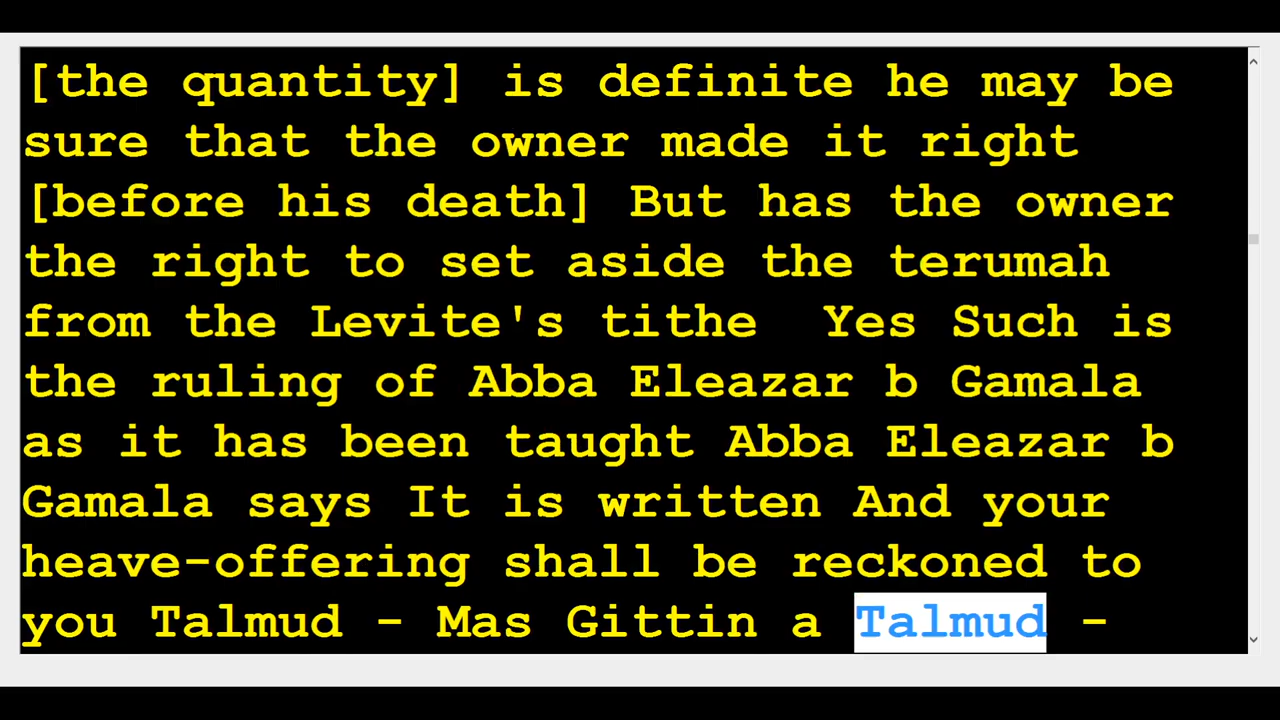 [the quantity] is definite he may be
sure that the owner made it right
[before his death] But has the owner
the right to set aside the terumah
from the Levite's tithe  Yes Such is
the ruling of Abba Eleazar b Gamala
as it has been taught Abba Eleazar b
Gamala says It is written And your
heave-offering shall be reckoned to
you Talmud - Mas Gittin a Talmud -